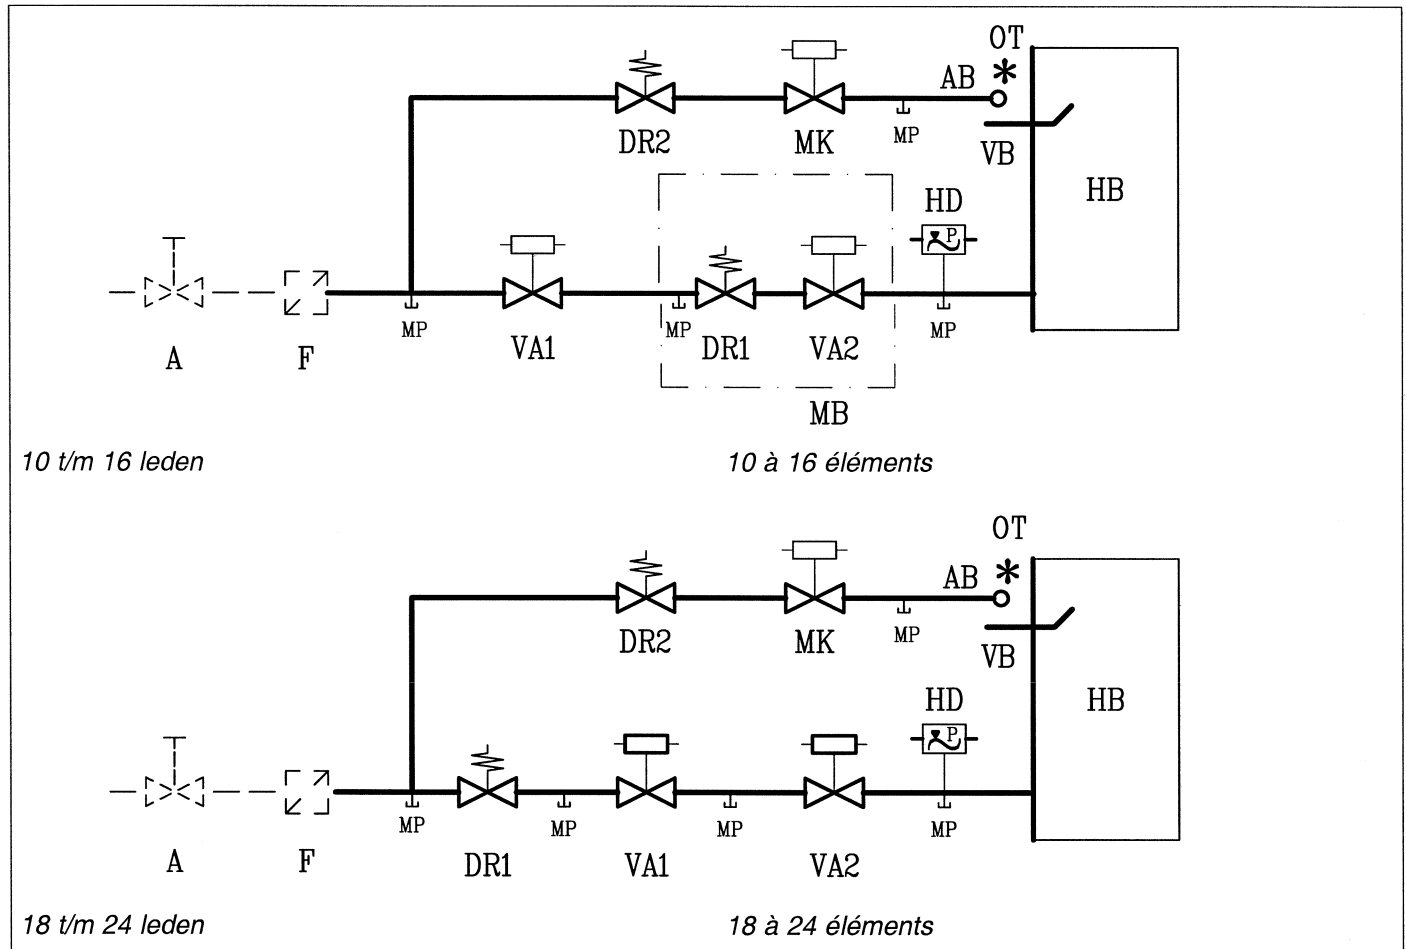 OT
AB
DR2 MK MP VB
HB
HD
P
MP VA1 MP DR1 VA2 MP
A F
MB
10 t/m 16 leden 10 à 16 éléments
OT
AB
DR2 MK MP VB
HB
HD
P
MP MP MP MP
A F DR1 VA1 VA2
18 t/m 24 leden 18 à 24 éléments